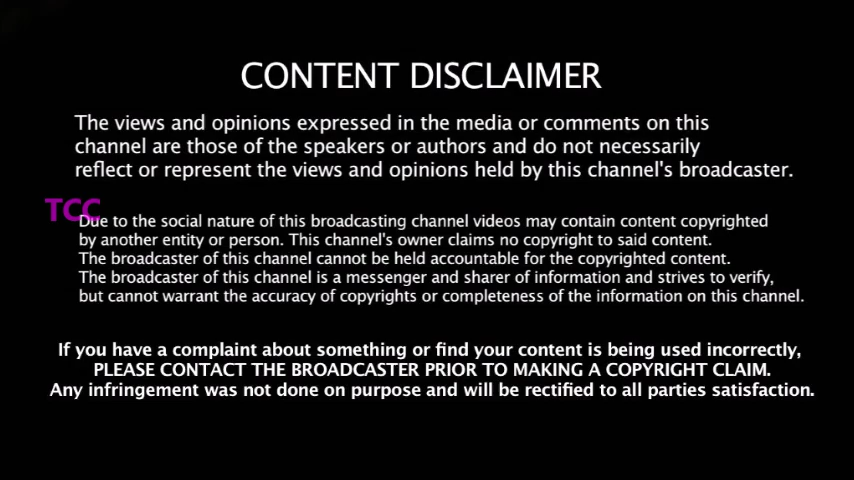 CONTENT DISCLAIMER
The views and opinions expressed in the media or comments on this
channel are those of the speakers or authors and do not necessarily
reflect or represent the views and opinions held by this channel's broadcaster.
TCC
Due to the social nature of this broadcasting channel videos may contain content copyrighted
by another entity or person. This channel's owner claims no copyright to said content.
The broadcaster of this channel cannot be held accountable for the copyrighted content.
The broadcaster of this channel is a messenger and sharer of information and strives to verify,
but cannot warrant the accuracy of copyrights or completeness of the information on this channel.
If you have a complaint about something or find your content is being used incorrectly,
PLEASE CONTACT THE BROADCASTER PRIOR TO MAKING A COPYRIGHT CLAIM.
Any infringement was not done on purpose and will be rectified to all parties satisfaction.